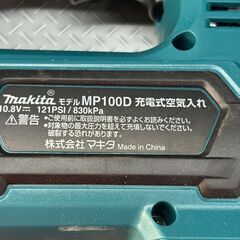 makita モデル MP100D 充電式空気入れ
10.8V⎓ 121PSI / 830kPa
⚠警告 ・使用前に取扱説明書を必ずお読みください。
・対象物の最大圧力を超えて充填しないでください。
破裂する恐れがあります。
株式会社 マキタ
Made in China